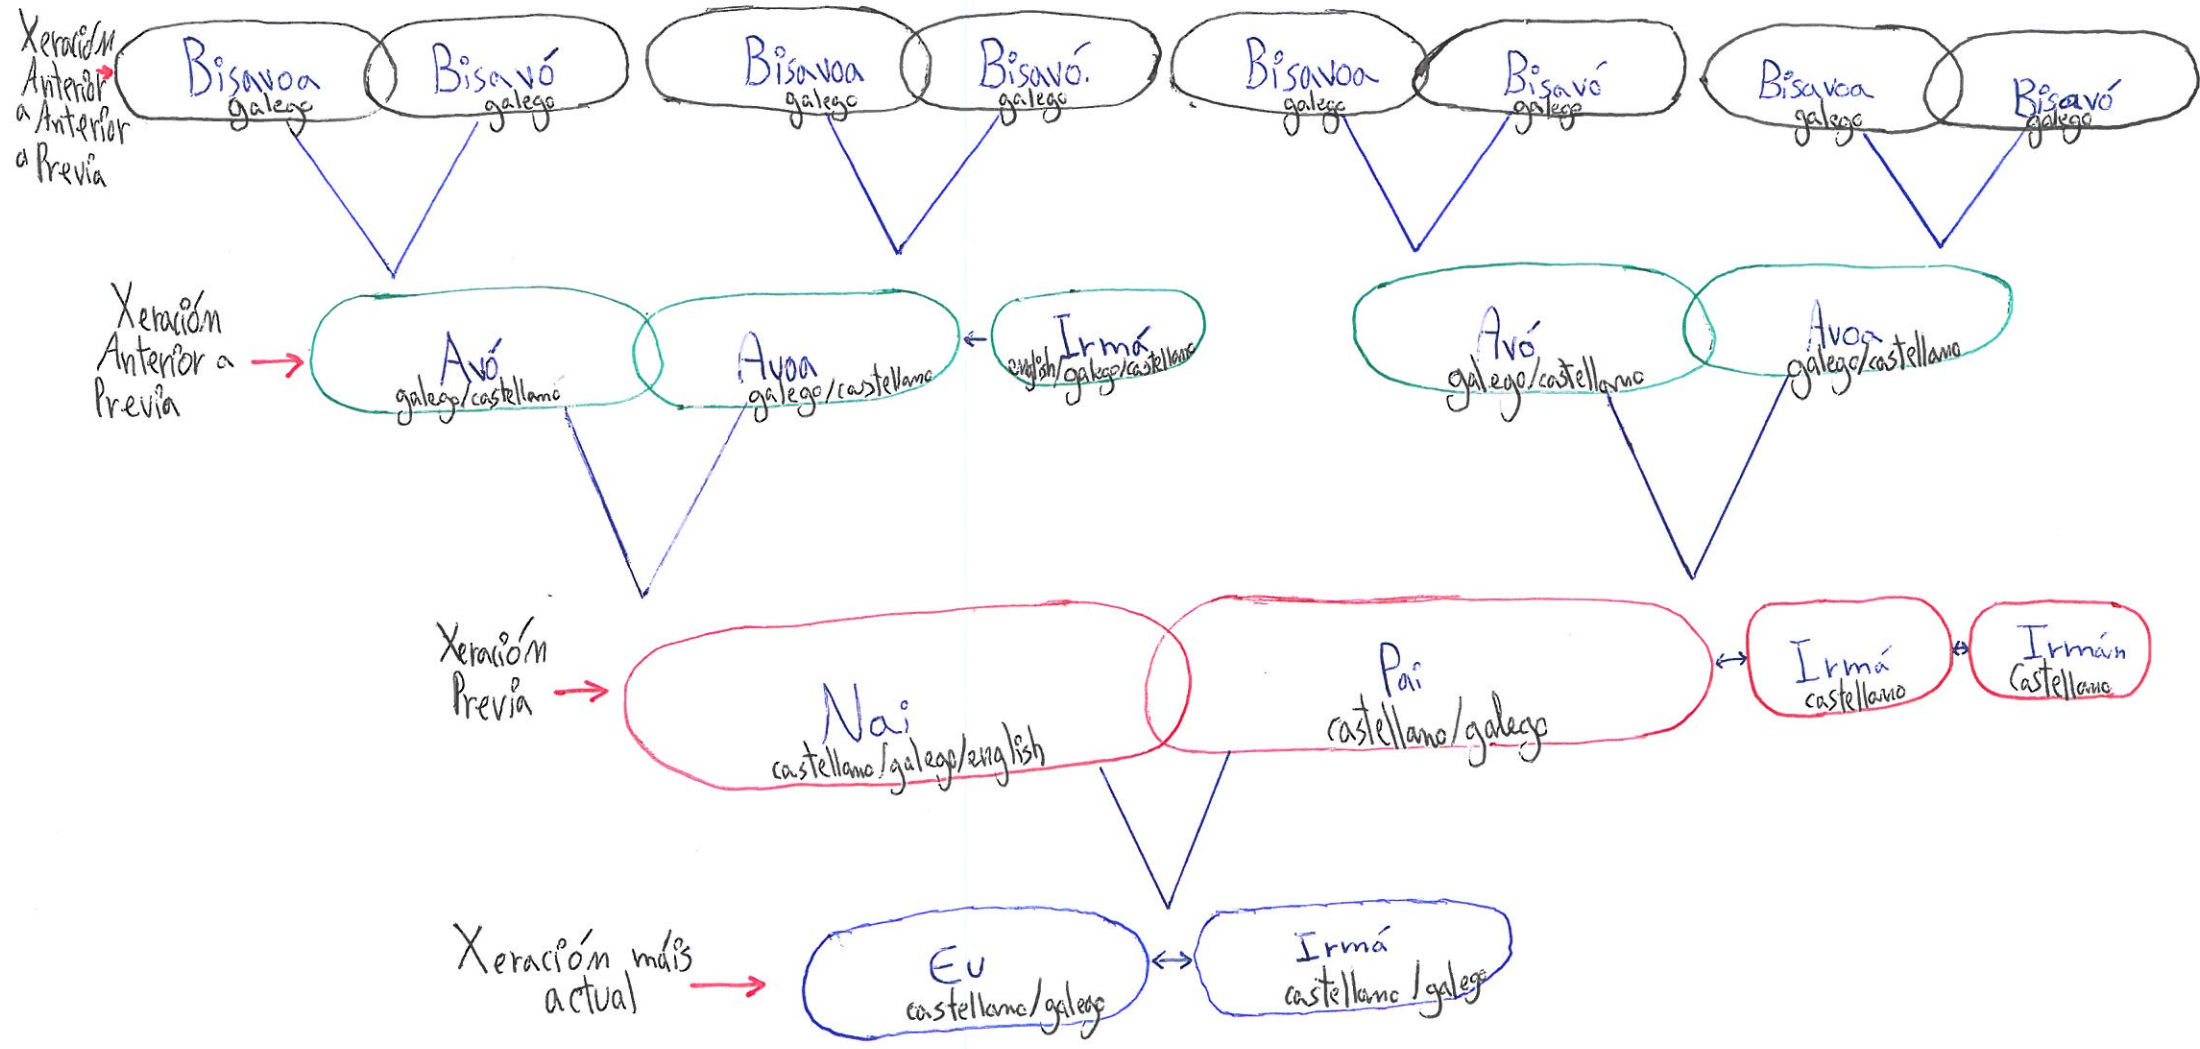 Xeración
Anterior
a Anterior
a Previa
Bisavoa
galego
Bisavó
galego
Bisavoa
galego
Bisavó.
galego
Bisavoa
galego
Bisavó
galego
Bisavoa
galego
Bisavó
galego
Xeración
Anterior a
Previa
Avó
galego/castellano
Avoa
galego/castellano
Irmá
english/galego/castellano
Avó
galego/castellano
Avoa
galego/castellano
Xeración
Previa
Nai
castellano/galego/english
Pai
castellano/galego
Irmá
castellano
Irmán
Castellano
Xeración máis
actual
Eu
castellano/galego
Irmá
castellano/galego